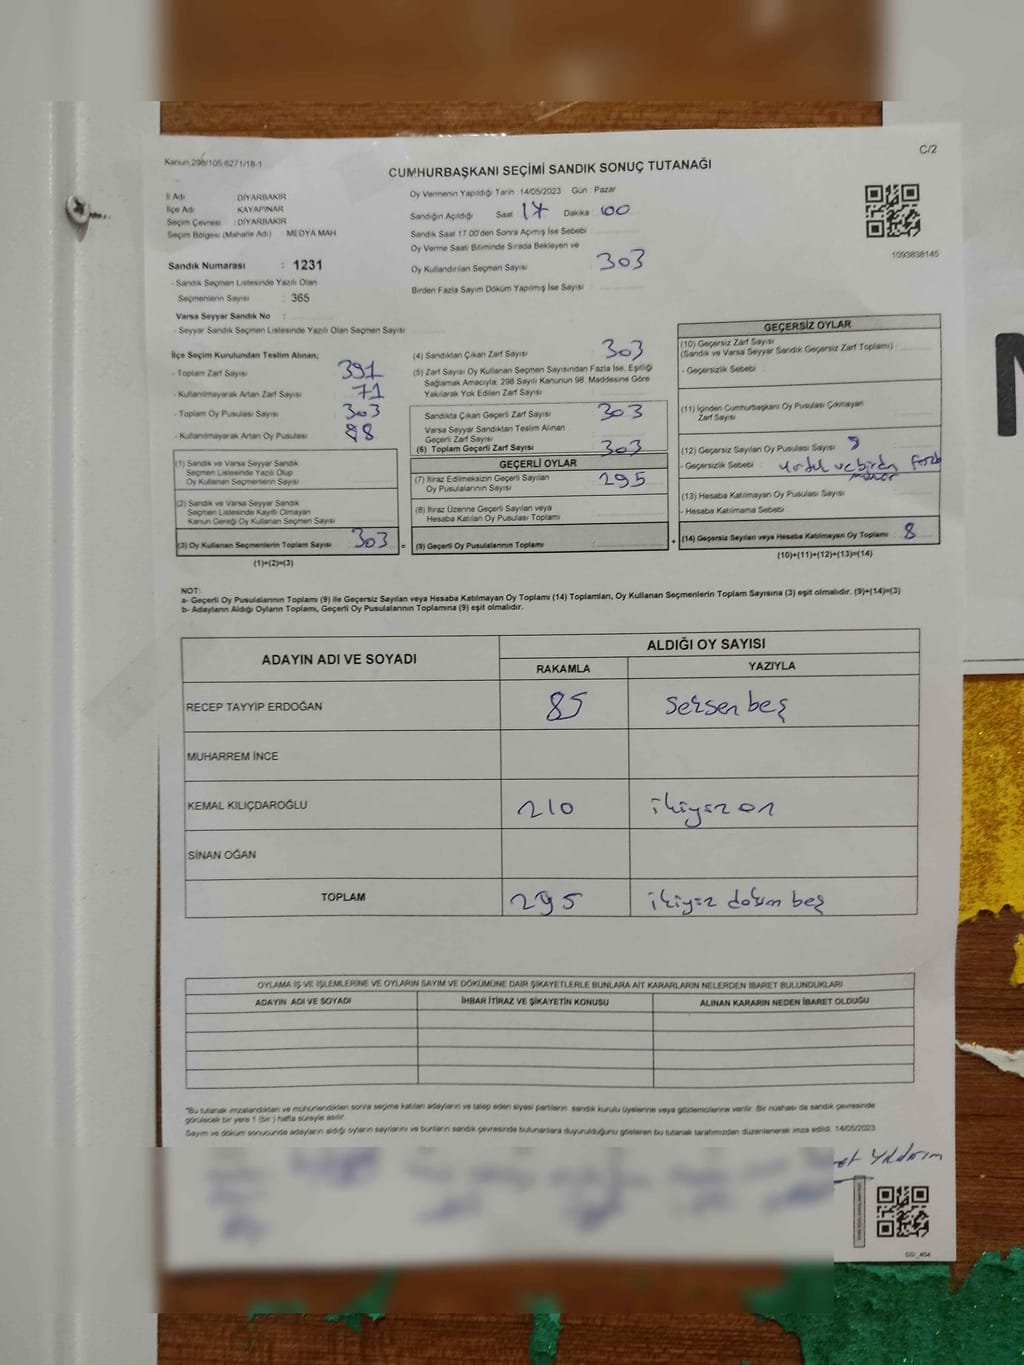 Kanun 298/105 6271/18-1
C/2
CUMHURBAŞKANI SEÇİMİ SANDIK SONUÇ TUTANAĞI
İl Adı DİYARBAKIR
İlçe Adı KAYAPINAR
Seçim Çevresi : DİYARBAKIR
Seçim Bölgesi (Mahalle Adı) : MEDYA MAH
Sandık Numarası : 1231
- Sandık Seçmen Listesinde Yazılı Olan
Seçmenlerin Sayısı : 365
Varsa Seyyar Sandık No :
- Seyyar Sandık Seçmen Listesinde Yazılı Olan Seçmen Sayısı
Oy Vermenin Yapıldığı Tarih 14/05/2023 Gün : Pazar
Sandığın Açıldığı Saat 17 Dakika 00
Sandık Saat 17.00'den Sonra Açılmış İse Sebebi
Oy Verme Saati Bitiminde Sırada Bekleyen ve
Oy Kullandırılan Seçmen Sayısı 303
Birden Fazla Sayım Döküm Yapılmış İse Sayısı
1093838145
İlçe Seçim Kurulundan Teslim Alınan;
- Toplam Zarf Sayısı 391
- Kullanılmayarak Artan Zarf Sayısı 71
- Toplam Oy Pusulası Sayısı 303
- Kullanılmayarak Artan Oy Pusulası 88
(1) Sandık ve Varsa Seyyar Sandık
Seçmen Listesinde Yazılı Olup
Oy Kullanan Seçmenlerin Sayısı
(2) Sandık ve Varsa Seyyar Sandık
Seçmen Listesinde Kayıtlı Olmayan
Kanun Gereği Oy Kullanan Seçmen Sayısı
(3) Oy Kullanan Seçmenlerin Toplam Sayısı 303
(1)+(2)=(3)
(4) Sandıktan Çıkan Zarf Sayısı 303
(5) Zarf Sayısı Oy Kullanan Seçmen Sayısından Fazla İse, Eşitliği
Sağlamak Amacıyla; 298 Sayılı Kanunun 98. Maddesine Göre
Yakılarak Yok Edilen Zarf Sayısı
Sandıkta Çıkan Geçerli Zarf Sayısı 303
Varsa Seyyar Sandıktan Teslim Alınan
Geçerli Zarf Sayısı
(6) Toplam Geçerli Zarf Sayısı 303
GEÇERLİ OYLAR
(7) İtiraz Edilmeksizin Geçerli Sayılan
Oy Pusulalarının Sayısı 295
(8) İtiraz Üzerine Geçerli Sayılan veya
Hesaba Katılan Oy Pusulası Toplamı
= (9) Geçerli Oy Pusulalarının Toplamı +
GEÇERSİZ OYLAR
(10) Geçersiz Zarf Sayısı
(Sandık ve Varsa Seyyar Sandık Geçersiz Zarf Toplamı)
- Geçersizlik Sebebi :
(11) İçinden Cumhurbaşkanı Oy Pusulası Çıkmayan
Zarf Sayısı
(12) Geçersiz Sayılan Oy Pusulası Sayısı
- Geçersizlik Sebebi
(13) Hesaba Katılmayan Oy Pusulası Sayısı
- Hesaba Katılmama Sebebi
(14) Geçersiz Sayılan veya Hesaba Katılmayan Oy Toplamı 8
(10)+(11)+(12)+(13)=(14)
NOT:
a- Geçerli Oy Pusulalarının Toplamı (9) ile Geçersiz Sayılan veya Hesaba Katılmayan Oy Toplamı (14) Toplamları, Oy Kullanan Seçmenlerin Toplam Sayısına (3) eşit olmalıdır. (9)+(14)=(3)
b- Adayların Aldığı Oyların Toplamı, Geçerli Oy Pusulalarının Toplamına (9) eşit olmalıdır.
ADAYIN ADI VE SOYADI
ALDIĞI OY SAYISI
RAKAMLA YAZIYLA
RECEP TAYYİP ERDOĞAN 85 seksen beş
MUHARREM İNCE
KEMAL KILIÇDAROĞLU 210 ikiyüz on
SİNAN OĞAN
TOPLAM 295 ikiyüz doksan beş
OYLAMA İŞ VE İŞLEMLERİNE VE OYLARIN SAYIM VE DÖKÜMÜNE DAİR ŞİKAYETLERLE BUNLARA AİT KARARLARIN NELERDEN İBARET BULUNDUKLARI
ADAYIN ADI VE SOYADI İHBAR İTİRAZ VE ŞİKAYETİN KONUSU ALINAN KARARIN NEDEN İBARET OLDUĞU
*Bu tutanak imzalandıktan ve mühürlendikten sonra seçime katılan adayların ve talep eden siyasi partilerin sandık kurulu üyelerine veya gözlemcilerine verilir. Bir nüshası da sandık çevresinde
görülecek bir yere 1 (bir) hafta süreyle asılır
Sayım ve döküm sonucunda adayların aldığı oyların sayılarını ve bunların sandık çevresinde bulunanlara duyurulduğunu gösteren bu tutanak tarafımızdan düzenlenerek imza edildi. 14/05/2023
Yıldırım